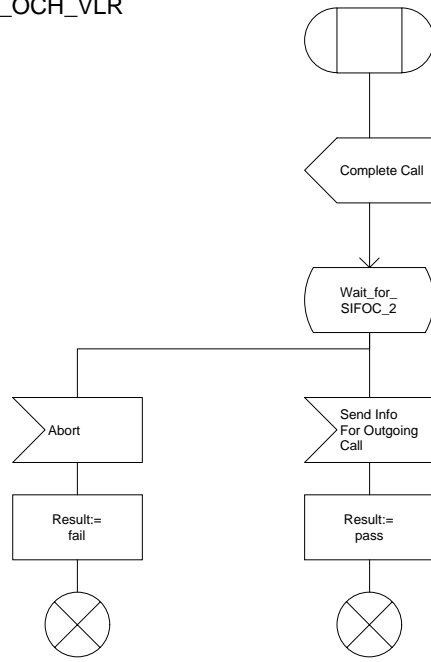 _OCH_VLR
Complete Call
Wait_for_
SIFOC_2
Abort
Send Info
For Outgoing
Call
Result:=
fail
Result:=
pass